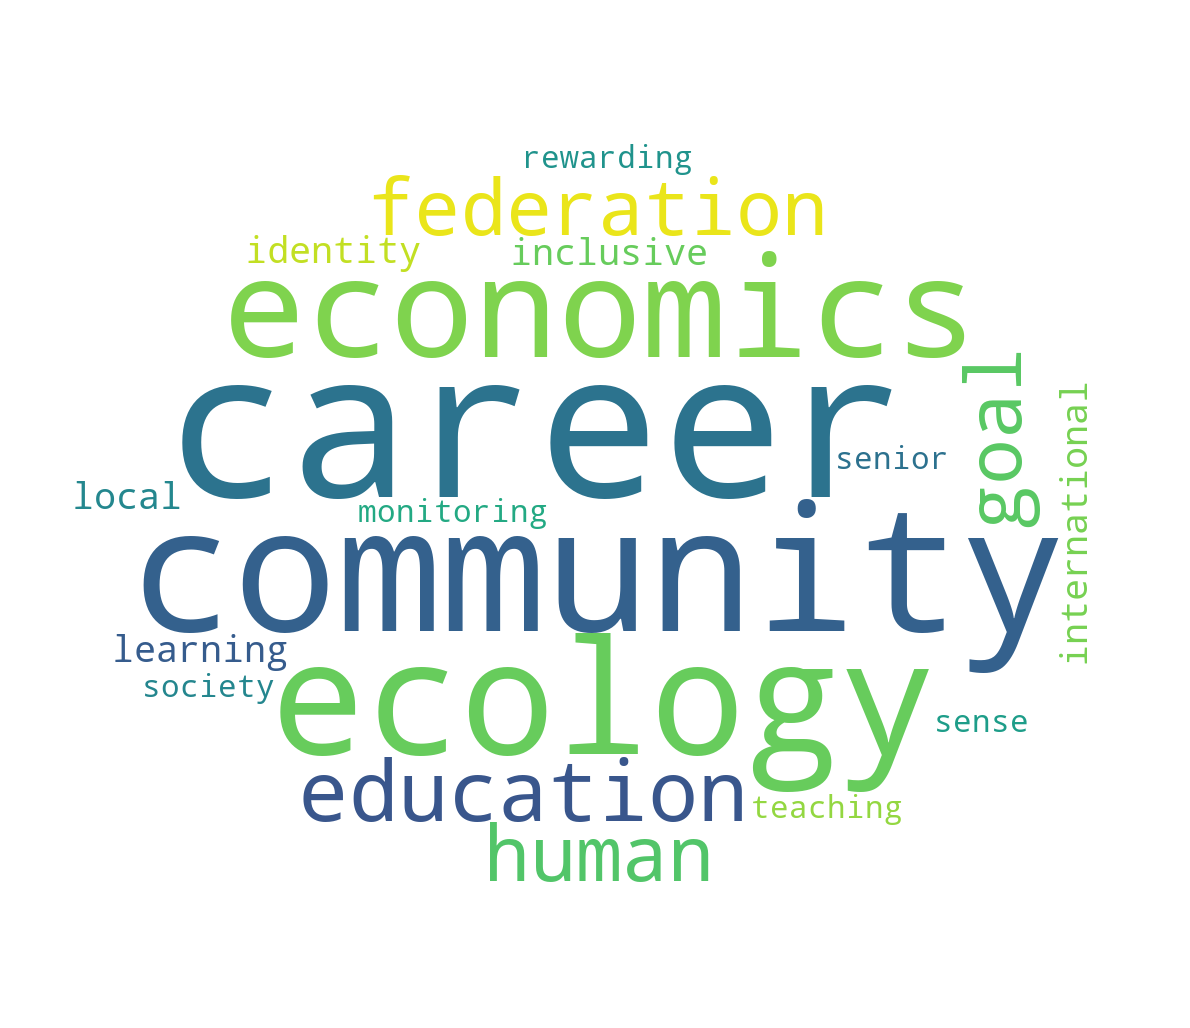 rewarding
federation
identity
inclusive
economics
career
goal
international
senior
local
monitoring
community
learning
society
ecology
sense
education
teaching
human